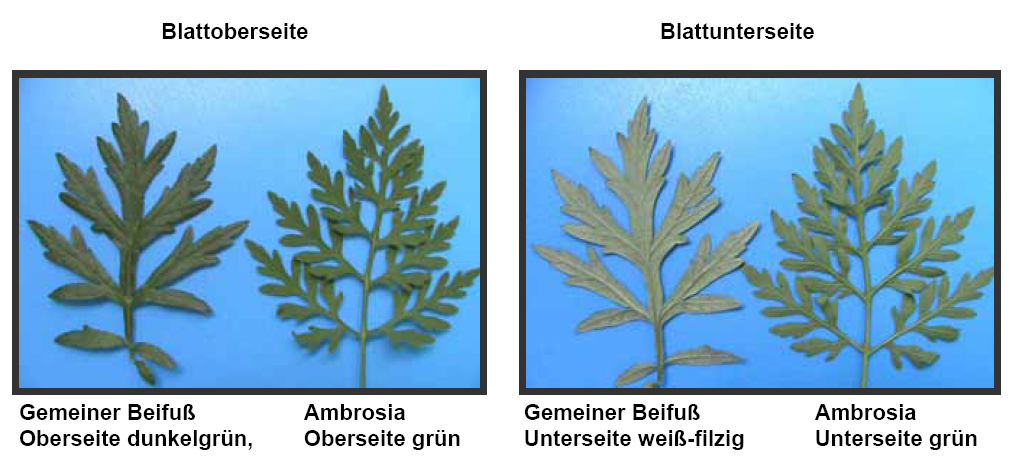 Blattoberseite
Blattunterseite
Gemeiner Beifuß
Oberseite dunkelgrün,
Ambrosia
Oberseite grün
Gemeiner Beifuß
Unterseite weiß-filzig
Ambrosia
Unterseite grün